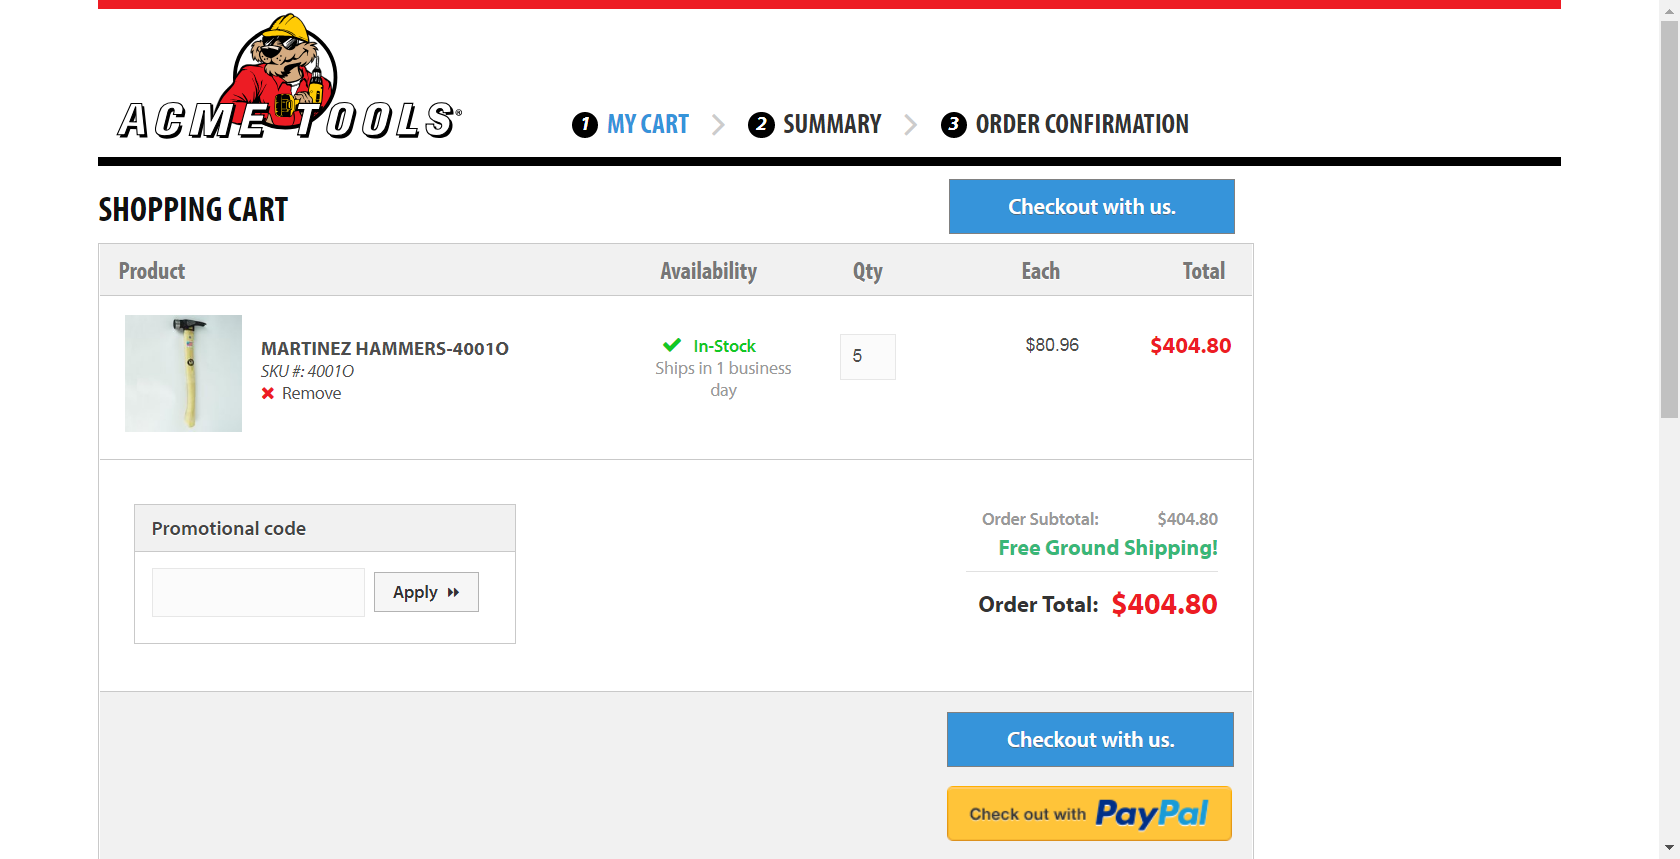 ACME TOOLS®
1 MY CART 2 SUMMARY 3 ORDER CONFIRMATION
SHOPPING CART
Checkout with us.
Product Availability Qty Each Total
MARTINEZ HAMMERS-4001O
SKU #: 4001O
Remove
In-Stock
Ships in 1 business
day
5
$80.96
$404.80
Promotional code
Apply
Order Subtotal: $404.80
Free Ground Shipping!
Order Total: $404.80
Checkout with us.
Check out with PayPal